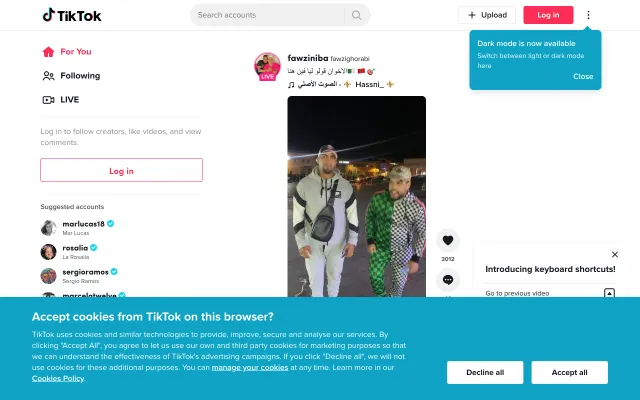 TikTok
Search accounts
Upload
Log in
Dark mode is now available
Switch between light or dark mode here
Close
For You
Following
LIVE
Log in to follow creators, like videos, and view
comments.
Log in
Suggested accounts
marlucas18
Mar Lucas
rosalia
La Rosalia
sergioramos
Sergio Ramos
marcelotwelve
fawziniba fawzighorabi
الاخوان قولو ليا فين هنا
الصوت الأصلي - Hassni_
LIVE
3012
Introducing keyboard shortcuts!
Go to previous video
Accept cookies from TikTok on this browser?
TikTok uses cookies and similar technologies to provide, improve, secure and analyse our services. By
clicking "Accept All", you agree to let us use our own and third party cookies for marketing purposes so that
we can understand the effectiveness of TikTok's advertising campaigns. If you click "Decline all", we will
not use cookies for these additional purposes. You can manage your cookies at any time. Learn more in our
Cookies Policy.
Decline all
Accept all